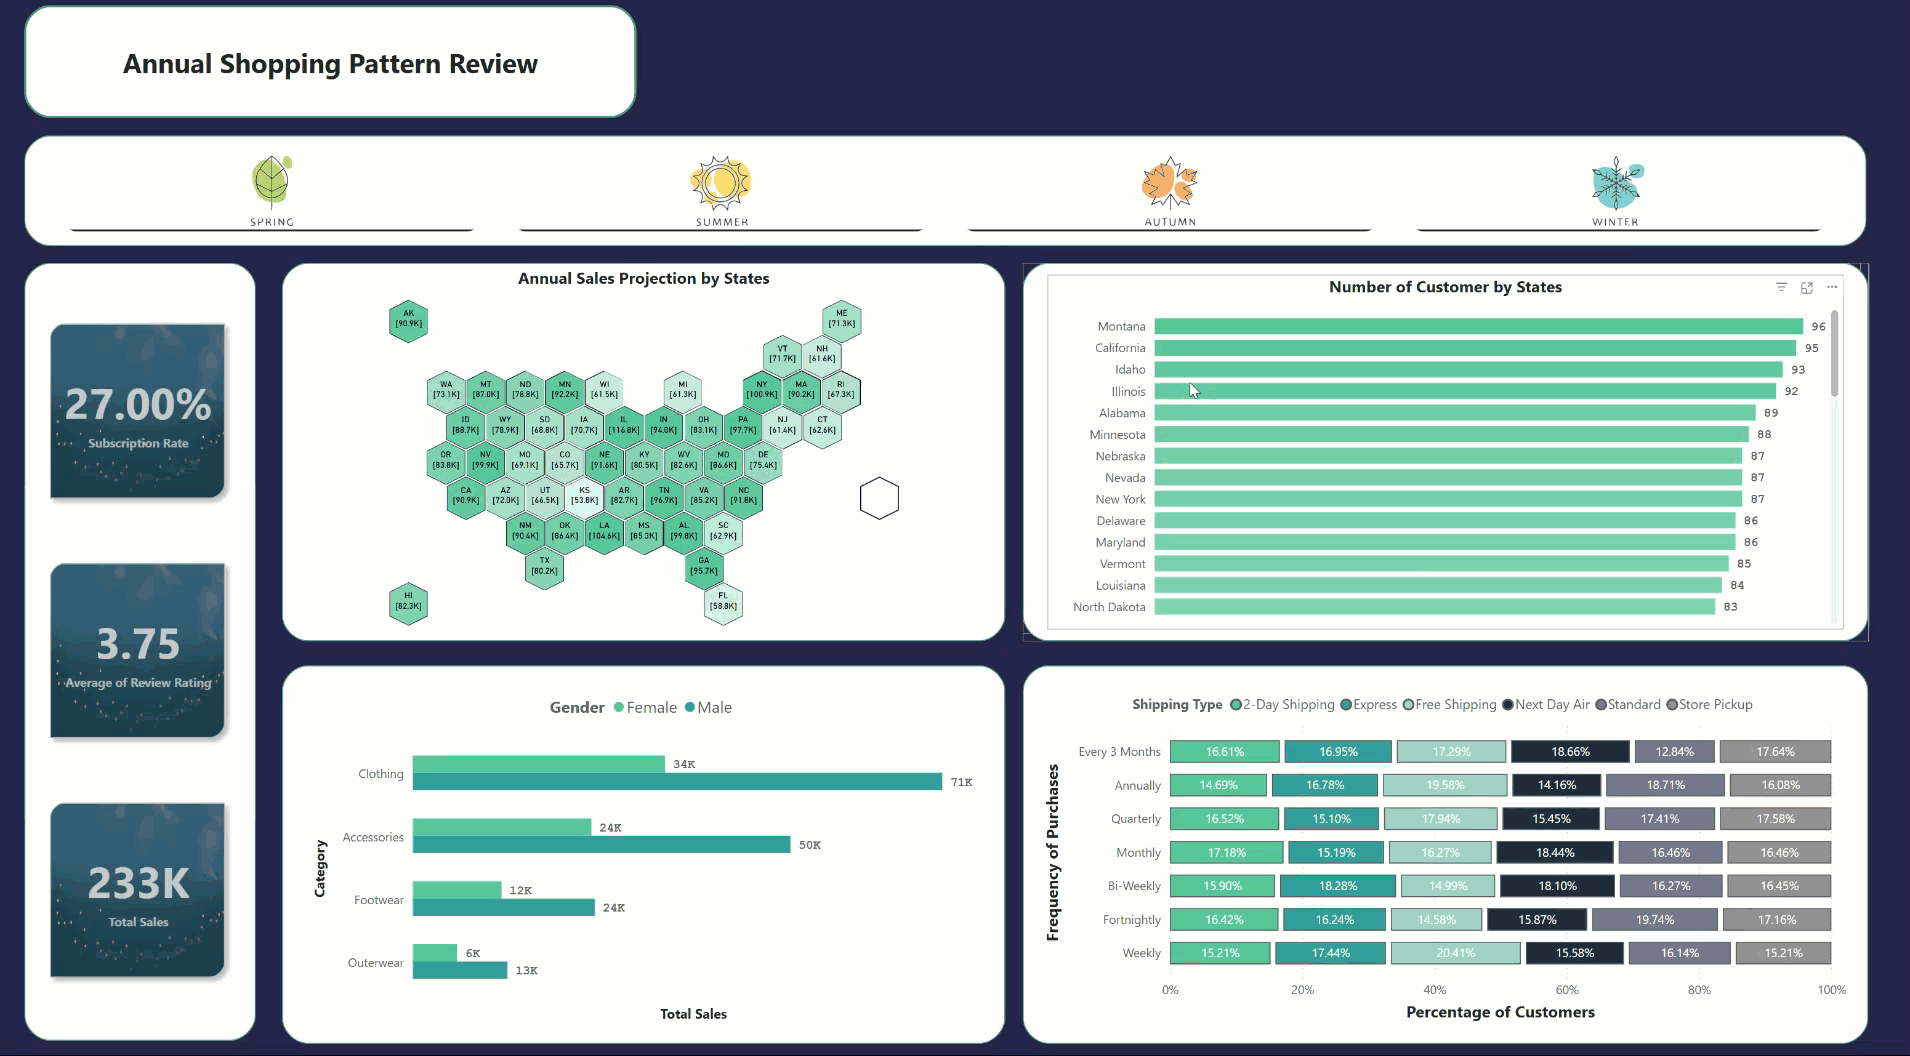 Annual Shopping Pattern Review
SPRING
SUMMER
AUTUMN
WINTER
27.00%
Subscription Rate
3.75
Average of Review Rating
233K
Total Sales
Annual Sales Projection by States
AK
[90.9K]
ME
[71.3K]
VT
[71.7K]
NH
[61.6K]
WA
[73.1K]
MT
[87.0K]
ND
[78.8K]
MN
[92.2K]
WI
[61.5K]
MI
[61.3K]
NY
[100.9K]
MA
[90.2K]
RI
[67.3K]
ID
[88.7K]
WY
[78.9K]
SD
[68.8K]
IA
[70.7K]
IL
[116.8K]
IN
[94.0K]
OH
[83.1K]
PA
[97.7K]
NJ
[61.4K]
CT
[62.6K]
OR
[83.8K]
NV
[99.9K]
MO
[69.1K]
CO
[65.7K]
NE
[91.6K]
KY
[80.5K]
WV
[82.6K]
MD
[86.6K]
DE
[75.4K]
CA
[90.9K]
AZ
[72.0K]
UT
[66.5K]
KS
[53.8K]
AR
[82.7K]
TN
[96.9K]
VA
[85.2K]
NC
[91.8K]
NM
[90.4K]
OK
[86.4K]
LA
[104.6K]
MS
[85.3K]
AL
[99.8K]
SC
[62.9K]
TX
[80.2K]
GA
[95.7K]
HI
[82.3K]
FL
[58.8K]
Number of Customer by States
Montana 96
California 95
Idaho 93
Illinois 92
Alabama 89
Minnesota 88
Nebraska 87
Nevada 87
New York 87
Delaware 86
Maryland 86
Vermont 85
Louisiana 84
North Dakota 83
Gender Female Male
Category
Clothing 34K
71K
Accessories 24K
50K
Footwear 12K
24K
Outerwear 6K
13K
Total Sales
Shipping Type 2-Day Shipping Express Free Shipping Next Day Air Standard Store Pickup
Frequency of Purchases
Every 3 Months 16.61% 16.95% 17.29% 18.66% 12.84% 17.64%
Annually 14.69% 16.78% 19.58% 14.16% 18.71% 16.08%
Quarterly 16.52% 15.10% 17.94% 15.45% 17.41% 17.58%
Monthly 17.18% 15.19% 16.27% 18.44% 16.46% 16.46%
Bi-Weekly 15.90% 18.28% 14.99% 18.10% 16.27% 16.45%
Fortnightly 16.42% 16.24% 14.58% 15.87% 19.74% 17.16%
Weekly 15.21% 17.44% 20.41% 15.58% 16.14% 15.21%
0% 20% 40% 60% 80% 100%
Percentage of Customers